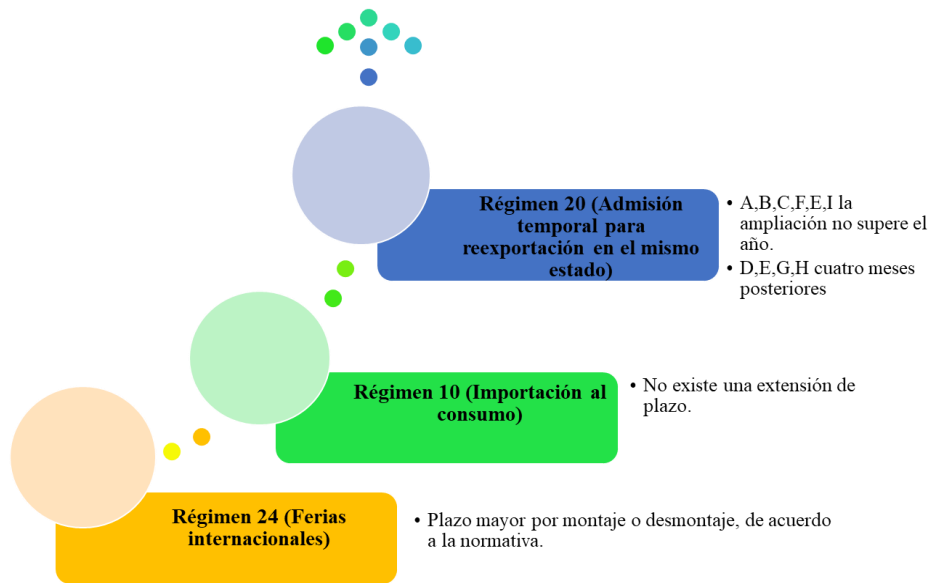 Régimen 20 (Admisión
temporal para
reexportación en el mismo
estado)
• A,B,C,F,E,I la
ampliación no supere el
año.
• D,E,G,H cuatro meses
posteriores
Régimen 10 (Importación al
consumo)
• No existe una extensión de
plazo.
Régimen 24 (Ferias
internacionales)
• Plazo mayor por montaje o desmontaje, de acuerdo
a la normativa.